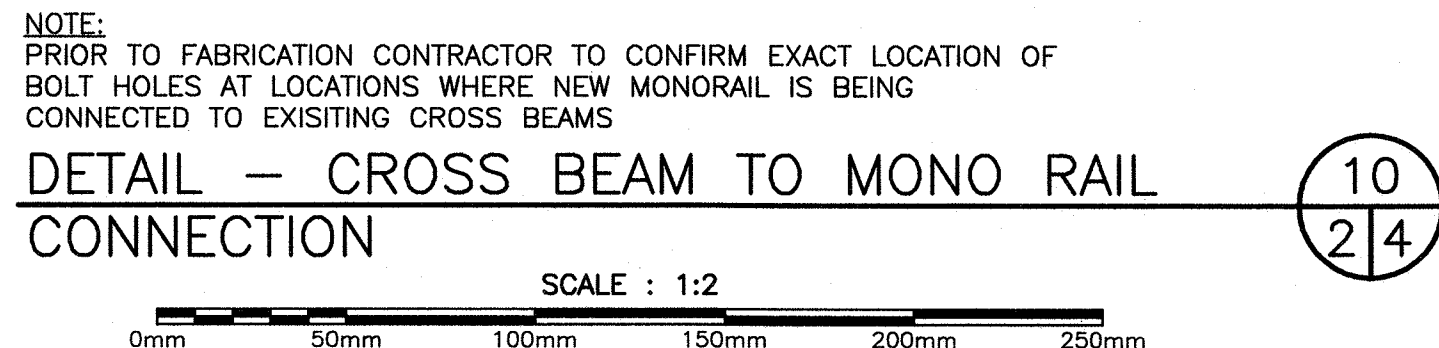 NOTE:
PRIOR TO FABRICATION CONTRACTOR TO CONFIRM EXACT LOCATION OF
BOLT HOLES AT LOCATIONS WHERE NEW MONORAIL IS BEING
CONNECTED TO EXISITING CROSS BEAMS
DETAIL – CROSS BEAM TO MONO RAIL
CONNECTION
10
2 4
SCALE : 1:2
0mm 50mm 100mm 150mm 200mm 250mm